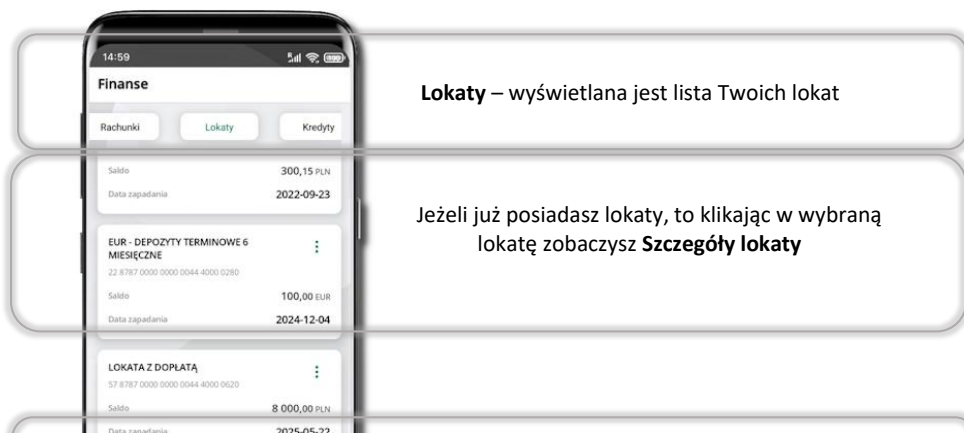 14:59
Finanse
Rachunki Lokaty Kredyty
Saldo 300,15 PLN
Data zapadania 2022-09-23
EUR - DEPOZYTY TERMINOWE 6
MIESIĘCZNE
22 8787 0000 0000 0044 4000 0280
Saldo 100,00 EUR
Data zapadania 2024-12-04
LOKATA Z DOPŁATĄ
57 8787 0000 0000 0044 4000 0620
Saldo 8 000,00 PLN
Data zapadania 2025-05-22
Lokaty – wyświetlana jest lista Twoich lokat
Jeżeli już posiadasz lokaty, to klikając w wybraną
lokatę zobaczysz Szczegóły lokaty